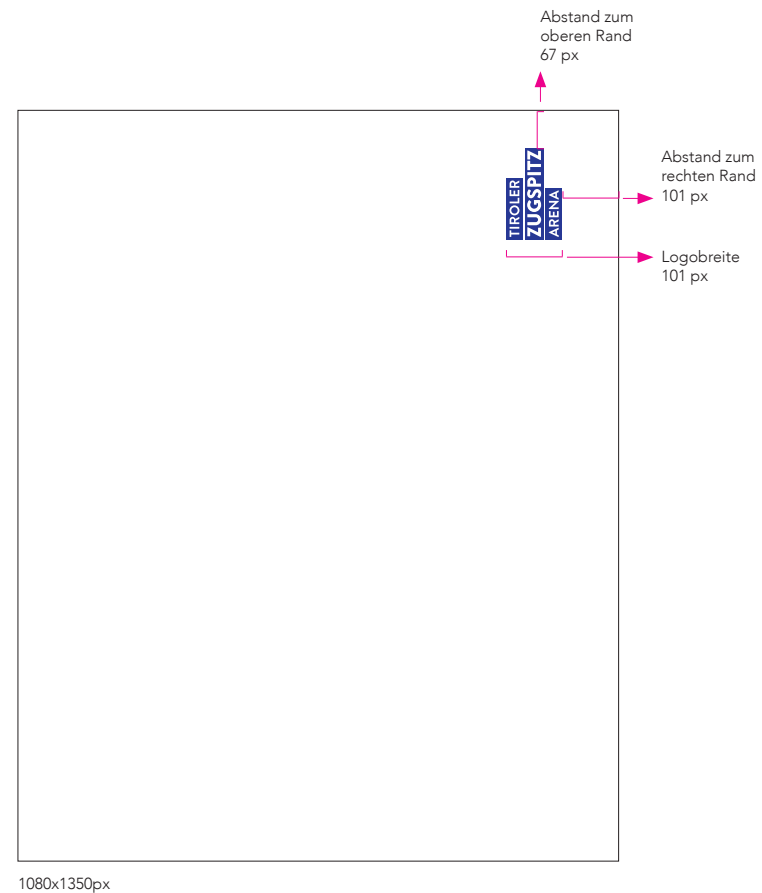 Abstand zum
oberen Rand
67 px
TIROLER
ZUGSPITZ
ARENA
Abstand zum
rechten Rand
101 px
Logobreite
101 px
1080x1350px